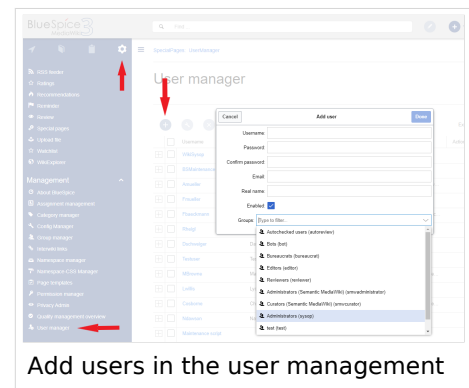 BlueSpice 3
Find...
SpecialPages UserManager
RSS feeder
Ratings
Recommendations
Reminder
Review
Special pages
Upload file
Watchlist
WikiExplorer
User manager
Cancel
Add user
Username:
Password:
Confirm password:
Email:
Real name:
Enabled:
Groups:
Type to filter...
Autochecked users (autoreview)
Bots (bot)
Bureaucrats (bureaucrat)
Editors (editor)
Reviewers (reviewer)
Administrators (Semantic MediaWiki) (smwadministrator)
Curators (Semantic MediaWiki) (smwcurator)
Administrators (sysop)
test (test)
Username
WikiSysop
Management
About BlueSpice
Assignment management
Category manager
Config Manager
Group manager
Interwiki links
Namespace manager
Namespace CSS Manager
Page templates
Permission manager
Privacy Admin
Quality management overview
User manager
Maintenance script
Add users in the user management